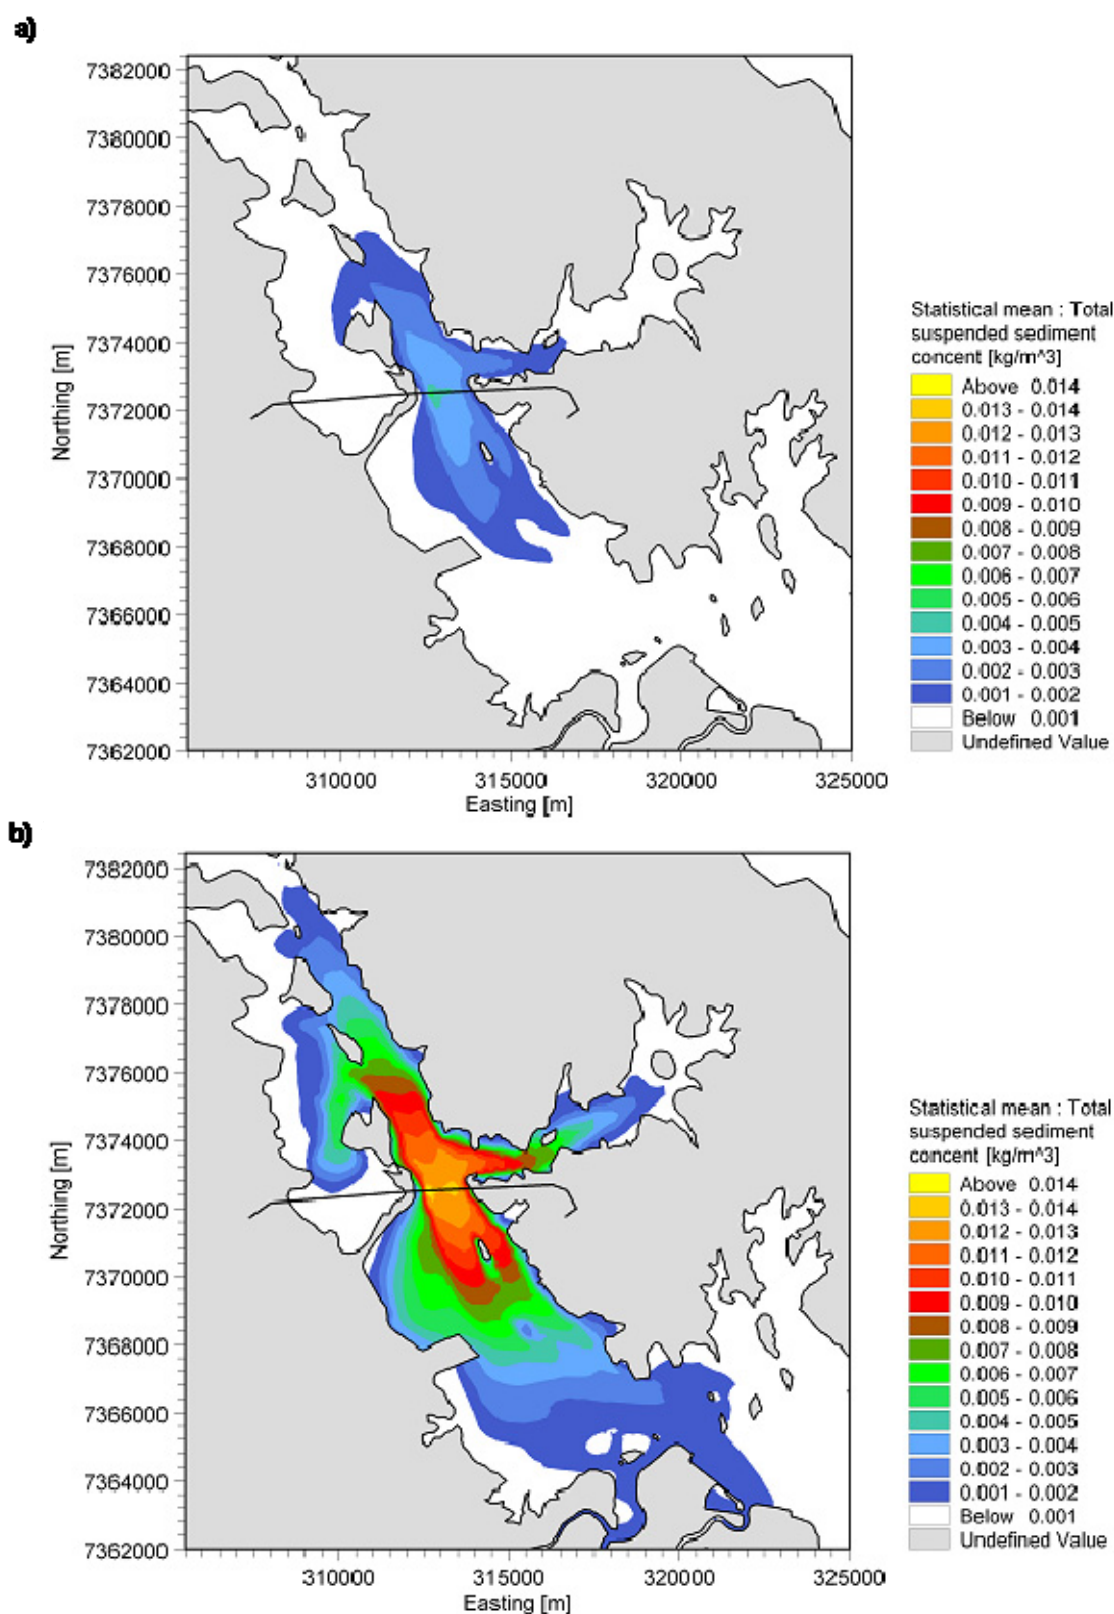 a)
7382000
7380000
7378000
7376000
7374000
7372000
7370000
7368000
7366000
7364000
7362000
Northing [m]
310000 315000 320000 325000
Easting [m]
Statistical mean : Total
suspended sediment
concent [kg/m^3]
Above 0.014
0.013 - 0.014
0.012 - 0.013
0.011 - 0.012
0.010 - 0.011
0.009 - 0.010
0.008 - 0.009
0.007 - 0.008
0.006 - 0.007
0.005 - 0.006
0.004 - 0.005
0.003 - 0.004
0.002 - 0.003
0.001 - 0.002
Below 0.001
Undefined Value
b)
7382000
7380000
7378000
7376000
7374000
7372000
7370000
7368000
7366000
7364000
7362000
Northing [m]
310000 315000 320000 325000
Easting [m]
Statistical mean : Total
suspended sediment
concent [kg/m^3]
Above 0.014
0.013 - 0.014
0.012 - 0.013
0.011 - 0.012
0.010 - 0.011
0.009 - 0.010
0.008 - 0.009
0.007 - 0.008
0.006 - 0.007
0.005 - 0.006
0.004 - 0.005
0.003 - 0.004
0.002 - 0.003
0.001 - 0.002
Below 0.001
Undefined Value